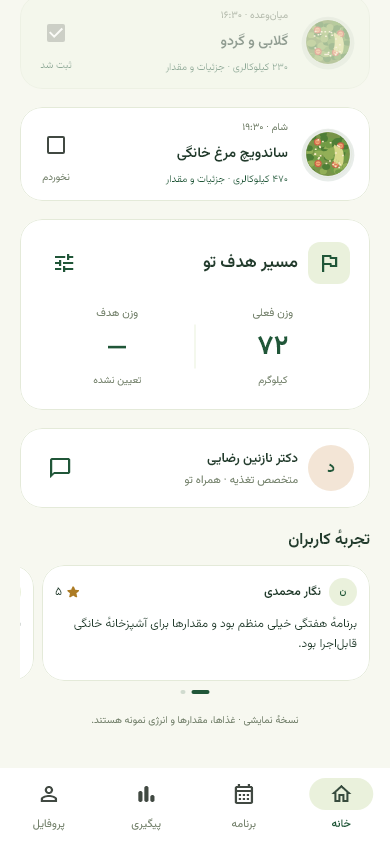 میان‌وعده · ۱۶:۳۰
گلابی و گردو
۲۳۰ کیلوکالری · جزئیات و مقدار
ثبت شد
شام · ۱۹:۳۰
ساندویچ مرغ خانگی
۴۷۰ کیلوکالری · جزئیات و مقدار
نخوردم
مسیر هدف تو
وزن فعلی
۷۲
کیلوگرم
وزن هدف
—
تعیین نشده
د
دکتر نازنین رضایی
متخصص تغذیه · همراه تو
تجربهٔ کاربران
ن
نگار محمدی
۵
برنامهٔ هفتگی خیلی منظم بود و مقدارها برای آشپزخانهٔ خانگی
قابل‌اجرا بود.
نسخهٔ نمایشی · غذاها، مقدارها و انرژی نمونه هستند.
خانه
برنامه
پیگیری
پروفایل